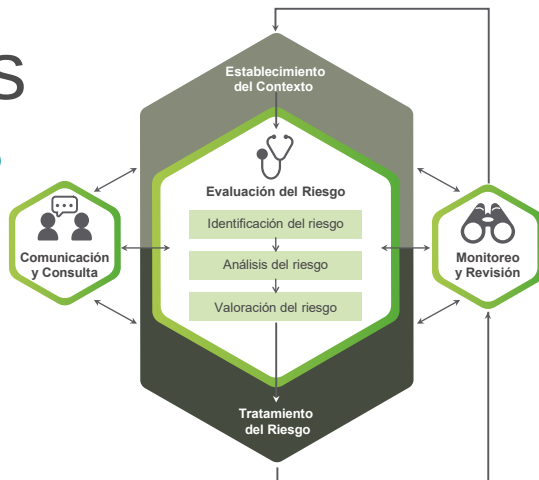 s
Establecimiento
del Contexto
Evaluación del Riesgo
Identificación del riesgo
Análisis del riesgo
Valoración del riesgo
Comunicación
y Consulta
Monitoreo
y Revisión
Tratamiento
del Riesgo